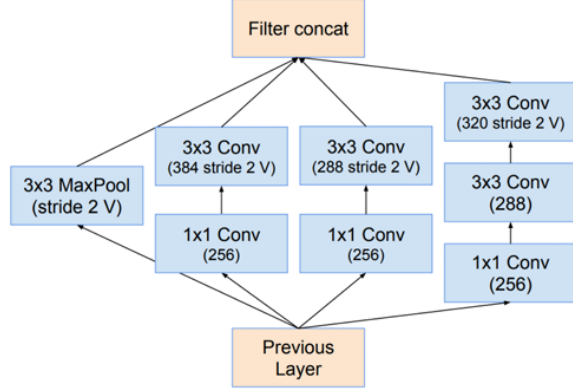 Filter concat
3x3 Conv
(320 stride 2 V)
3x3 Conv
(384 stride 2 V)
3x3 Conv
(288 stride 2 V)
3x3 MaxPool
(stride 2 V)
3x3 Conv
(288)
1x1 Conv
(256)
1x1 Conv
(256)
1x1 Conv
(256)
Previous
Layer